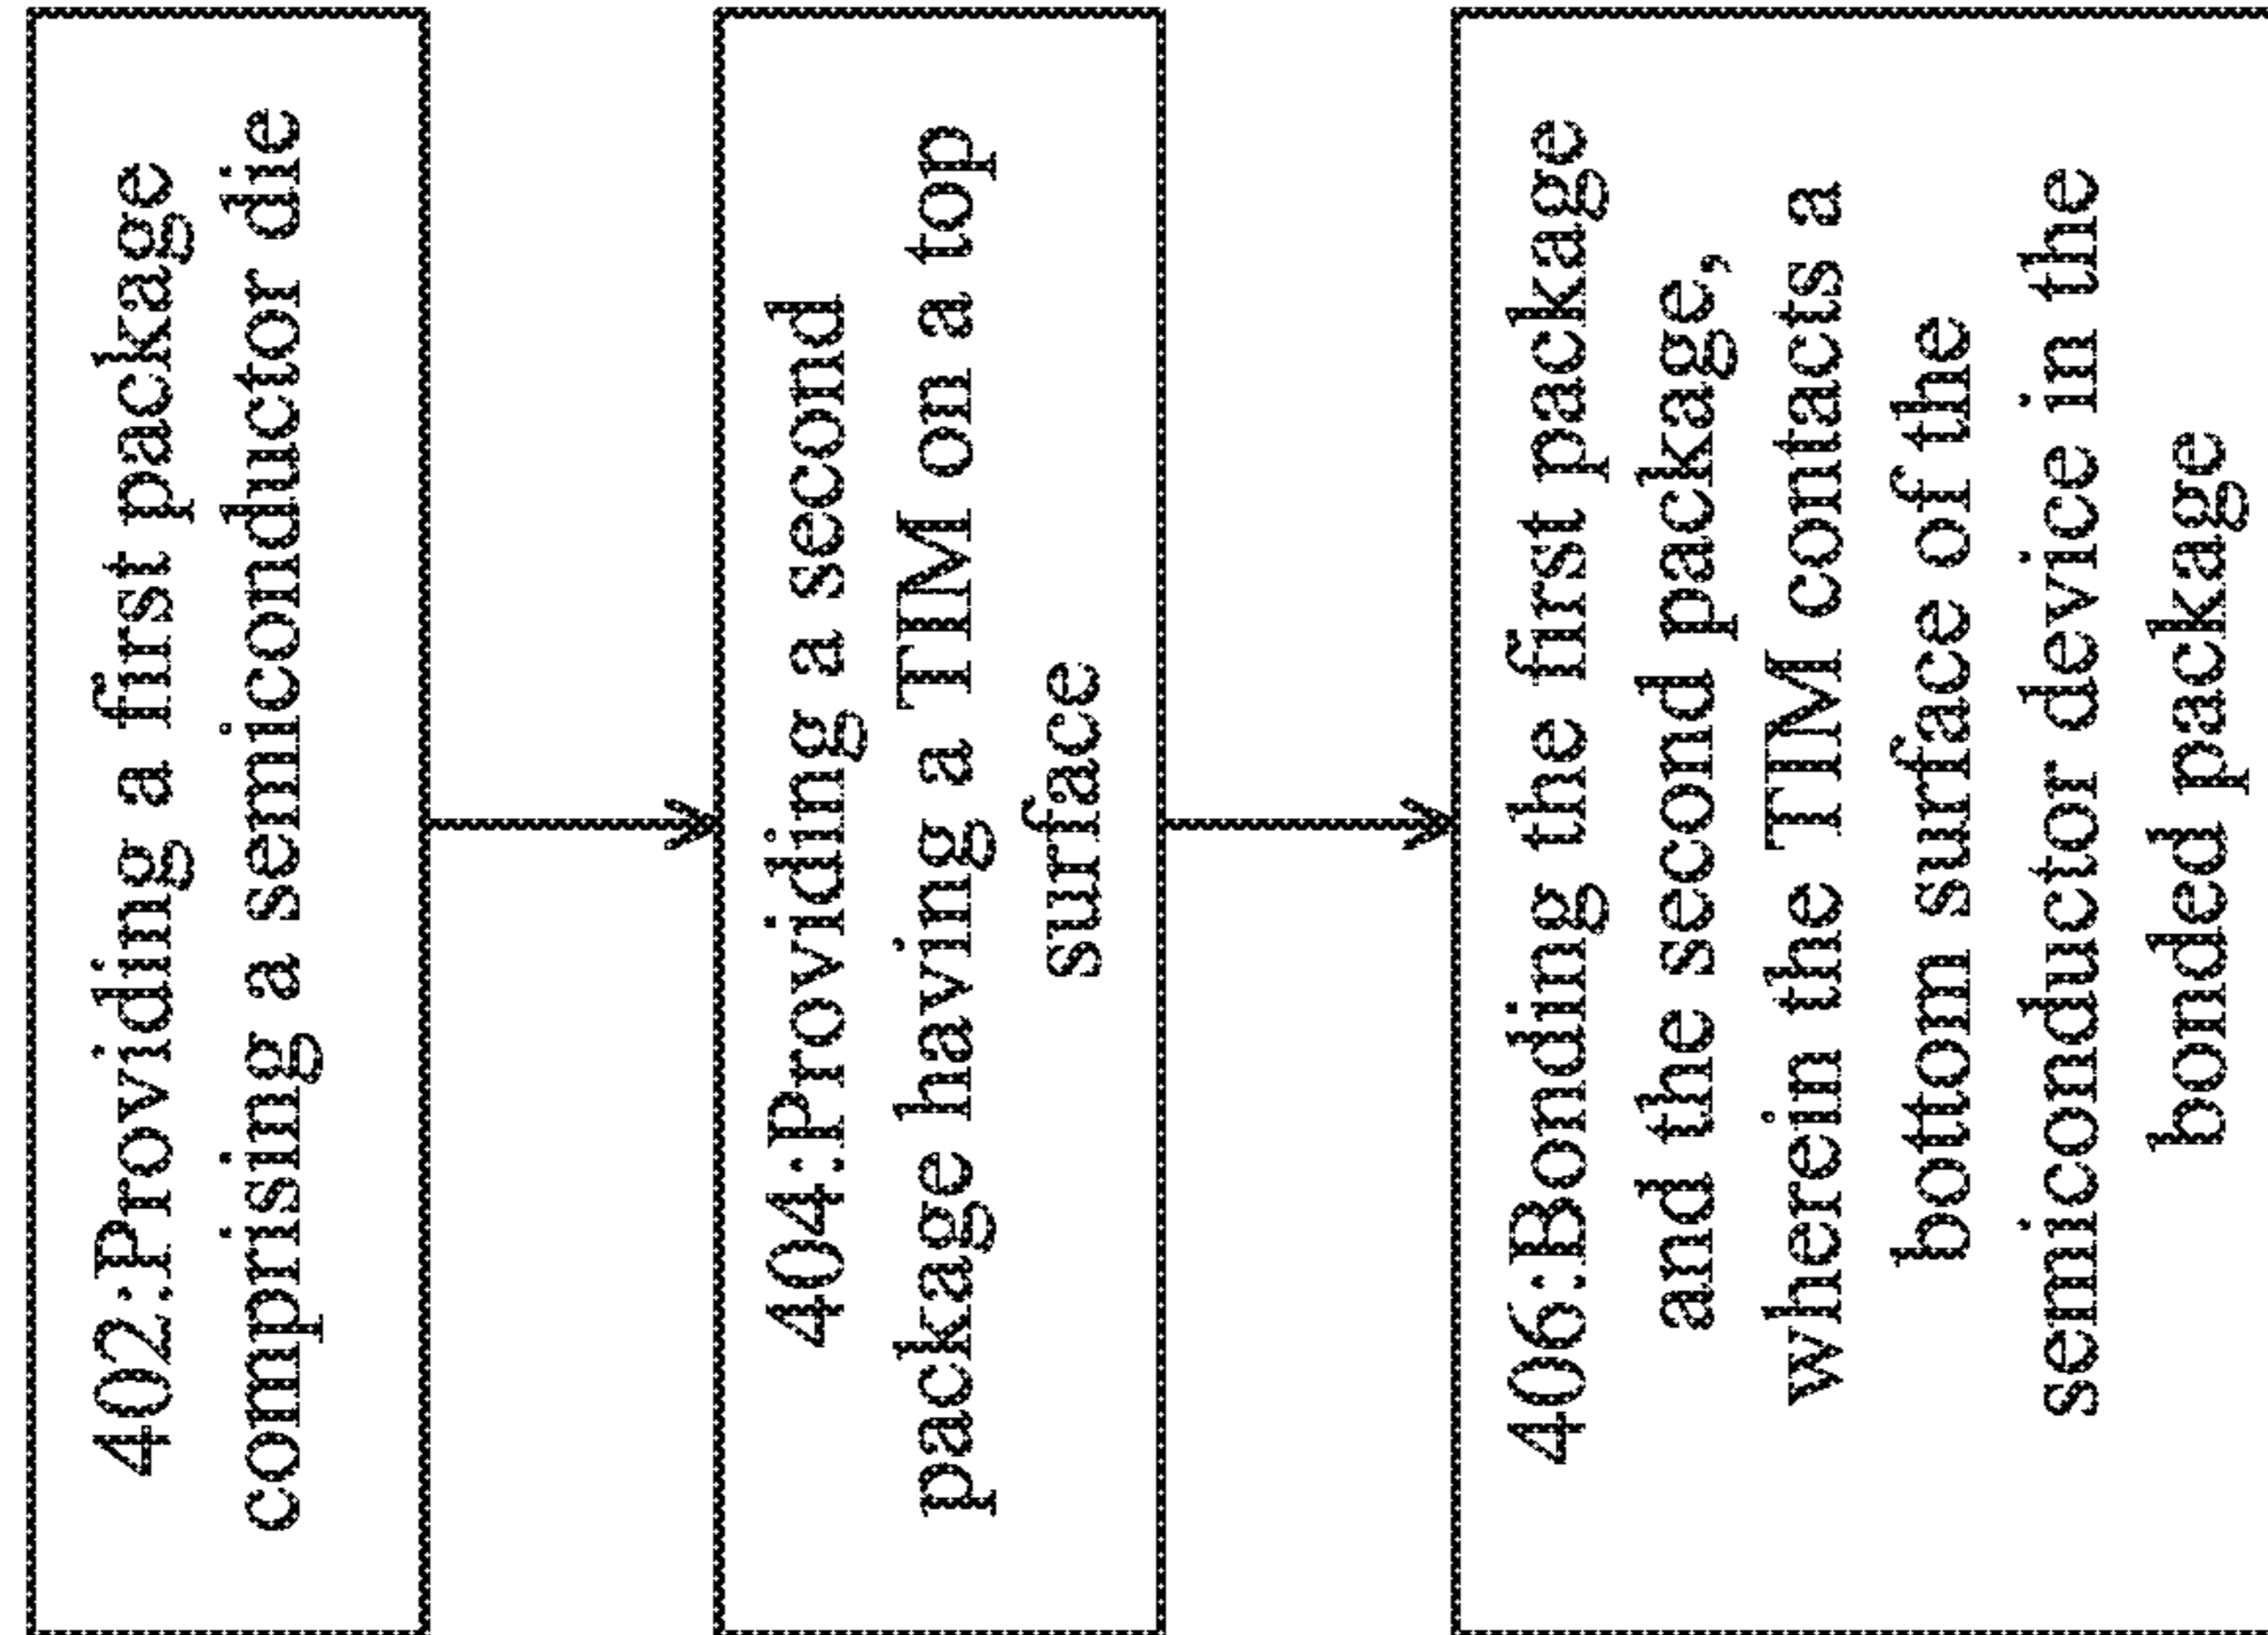 402:Providing a first package
comprising a semiconductor die
404:Providing a second
package having a TIM on a top
surface
406:Bonding the first package
and the second package,
wherein the TIM contacts a
bottom surface of the
semiconductor device in the
bonded package